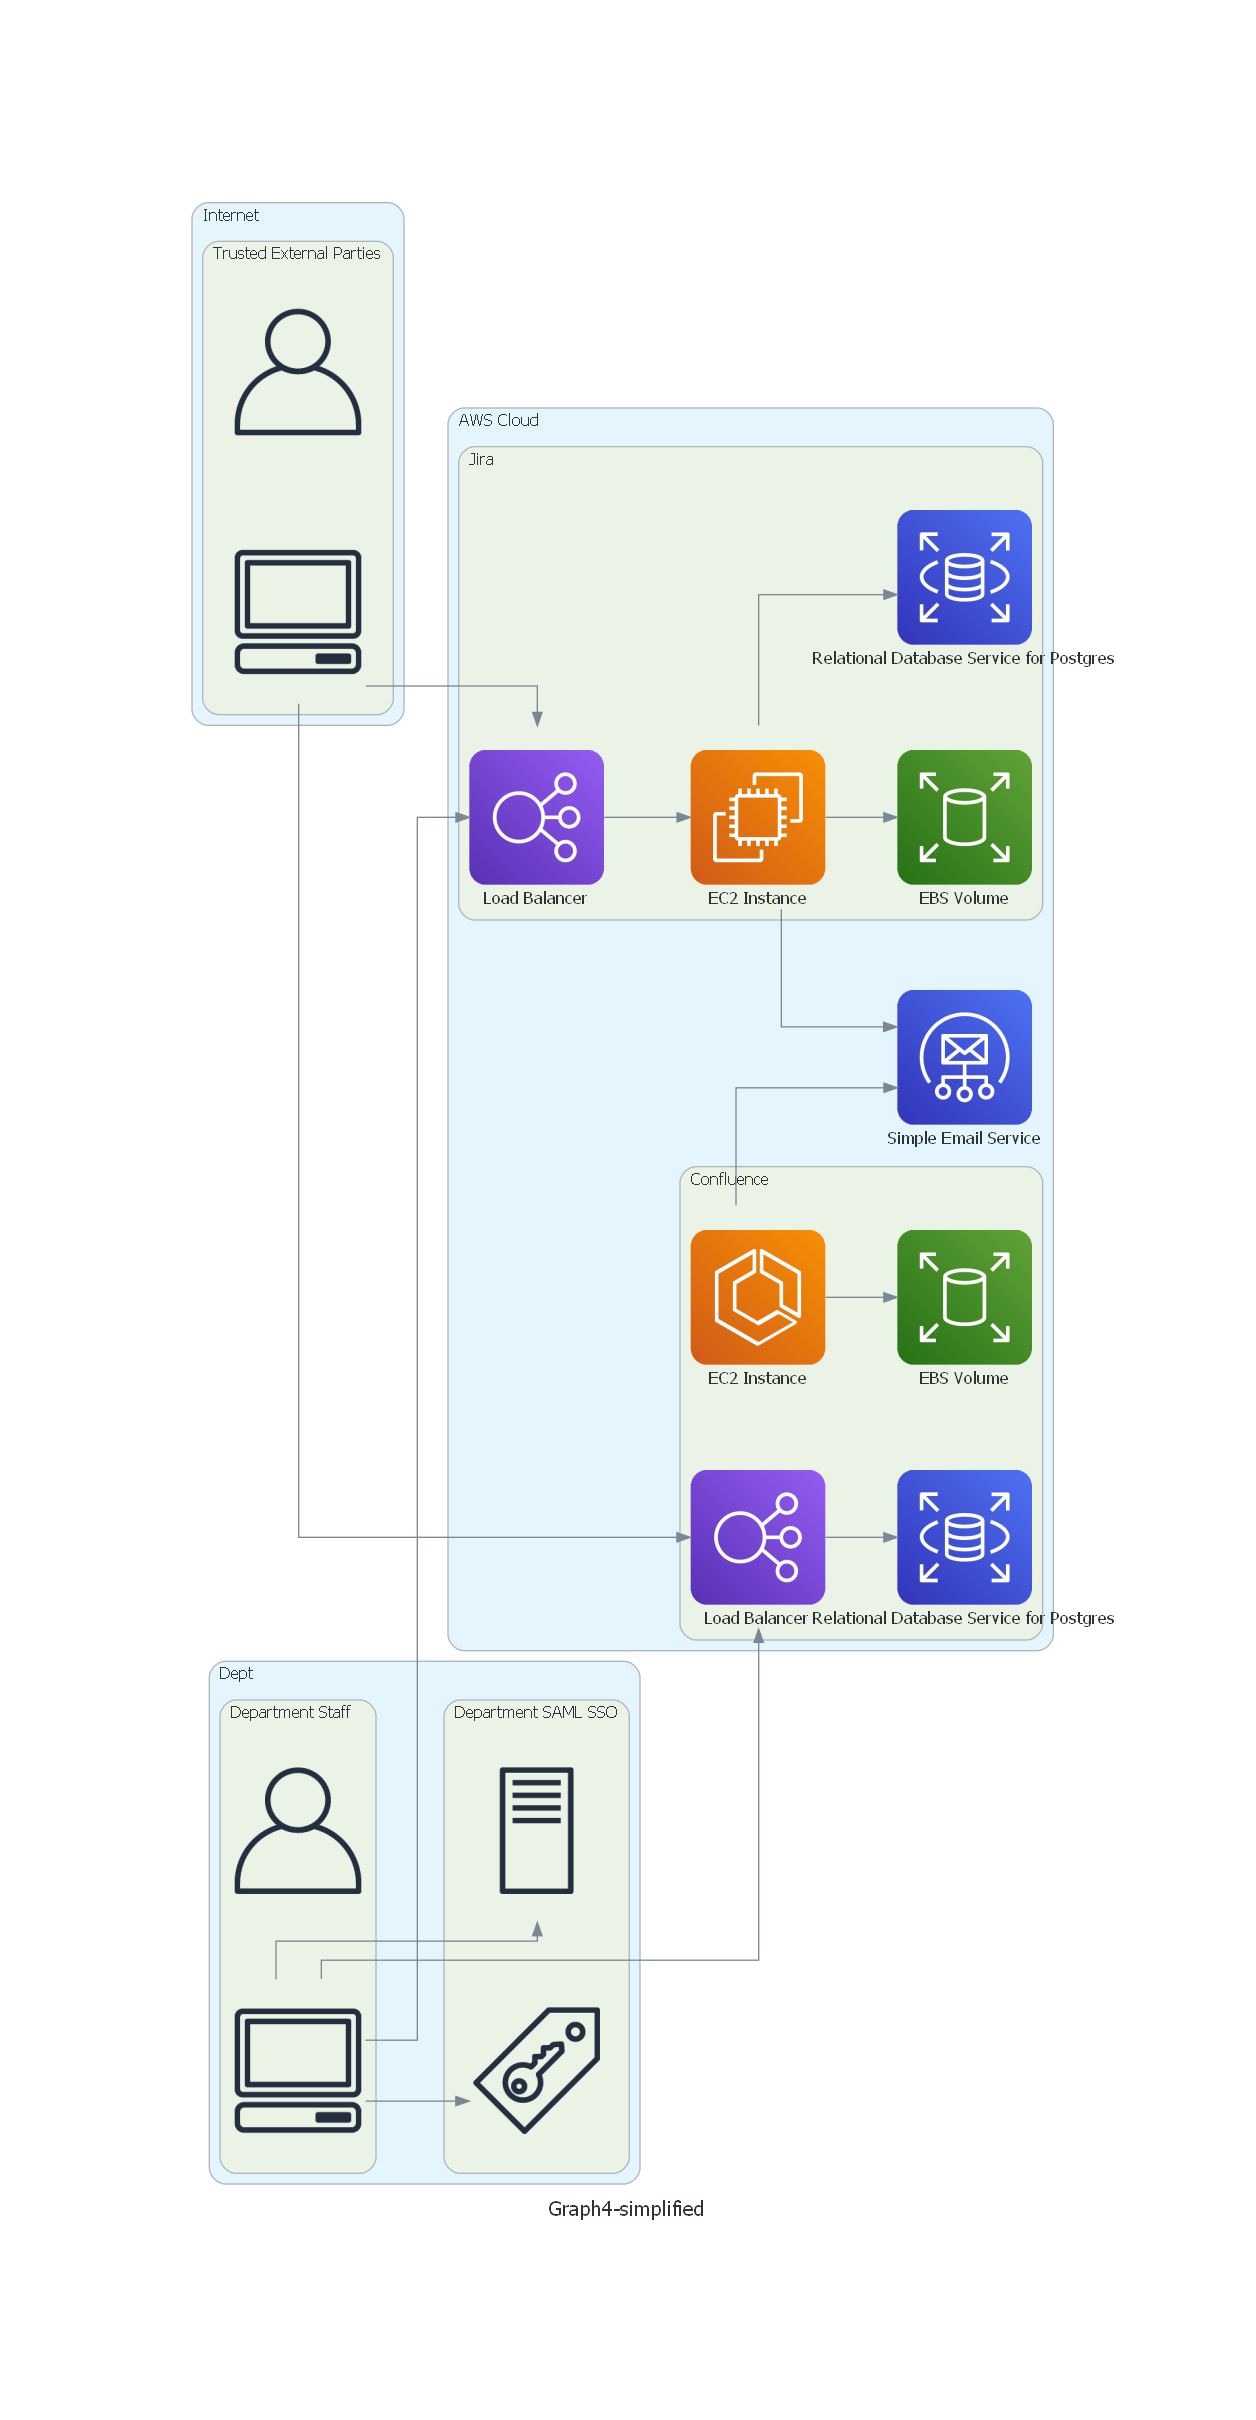 Internet
Trusted External Parties
AWS Cloud
Jira
Relational Database Service for Postgres
Load Balancer
EC2 Instance
EBS Volume
Simple Email Service
Confluence
EC2 Instance
EBS Volume
Load Balancer
Relational Database Service for Postgres
Dept
Department Staff
Department SAML SSO
Graph4-simplified